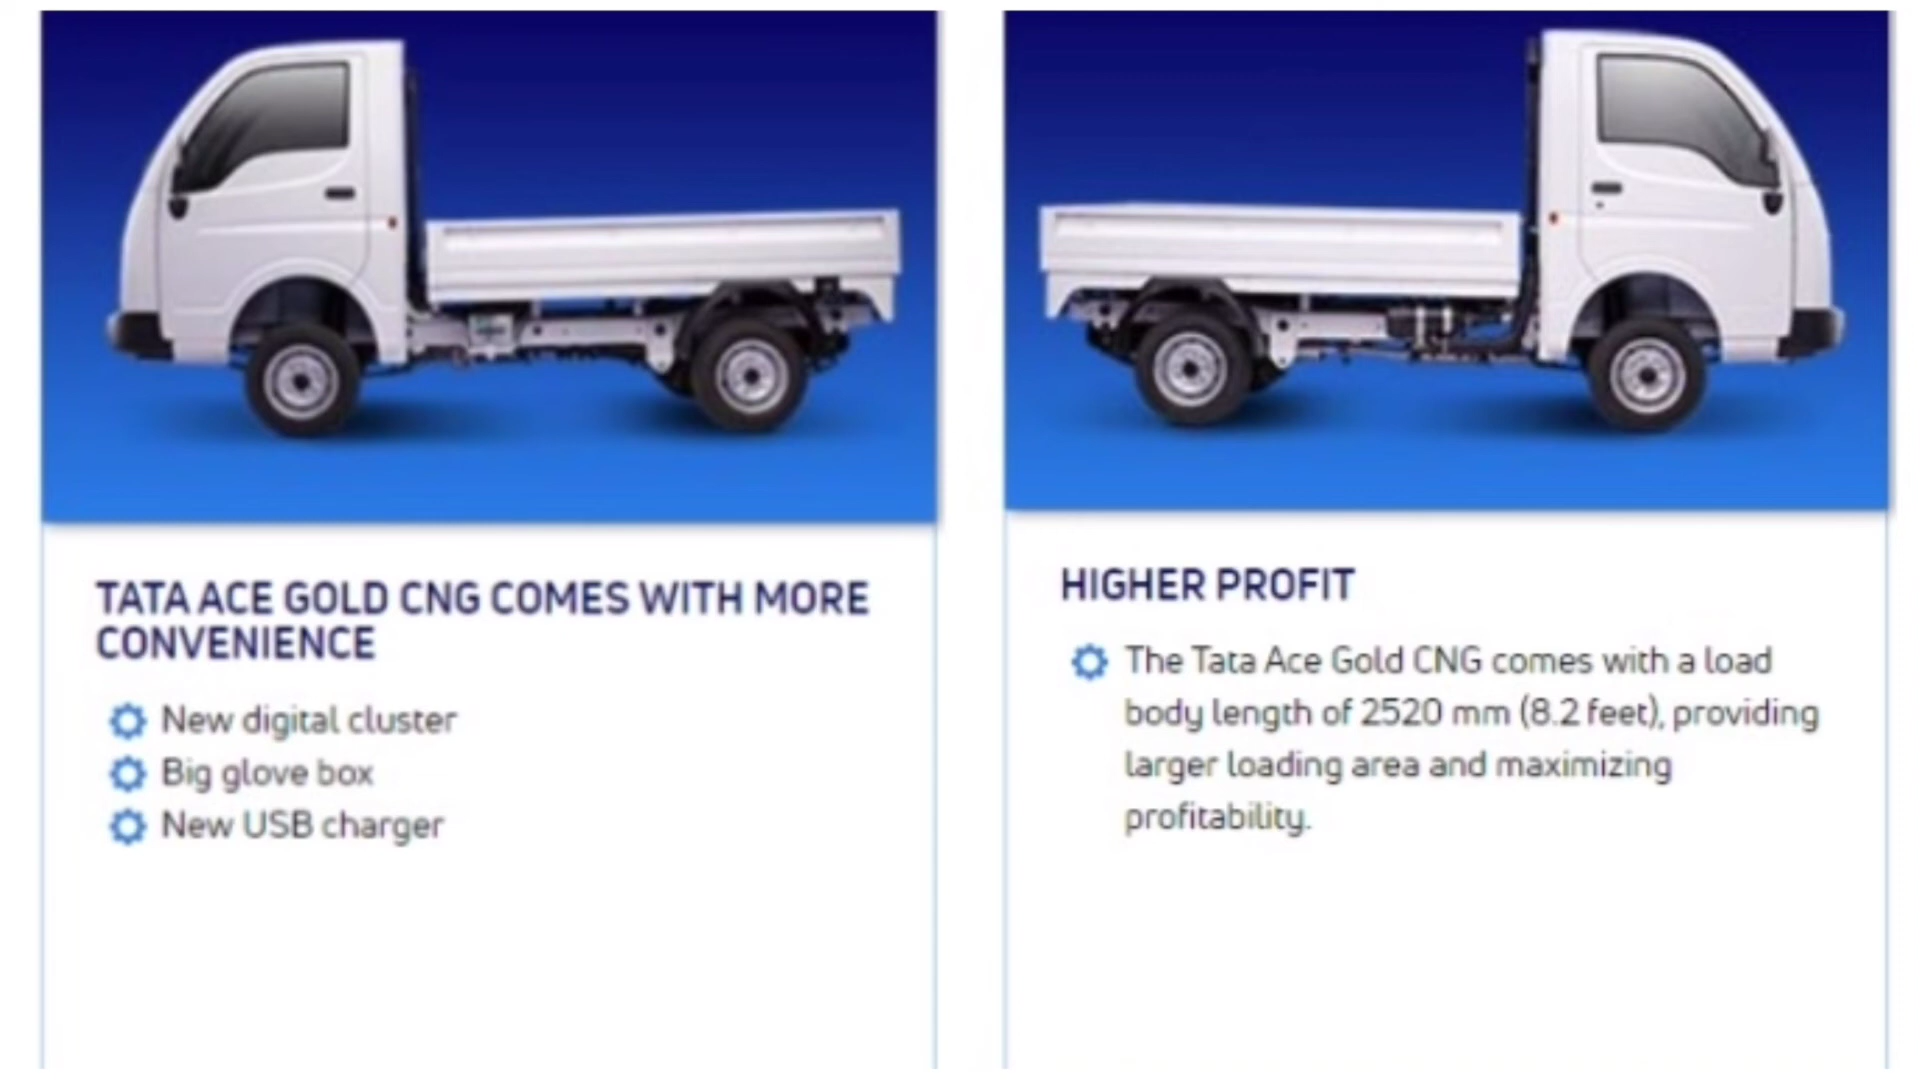 TATA ACE GOLD CNG COMES WITH MORE
CONVENIENCE
New digital cluster
Big glove box
New USB charger
HIGHER PROFIT
The Tata Ace Gold CNG comes with a load
body length of 2520 mm (8.2 feet), providing
larger loading area and maximizing
profitability.